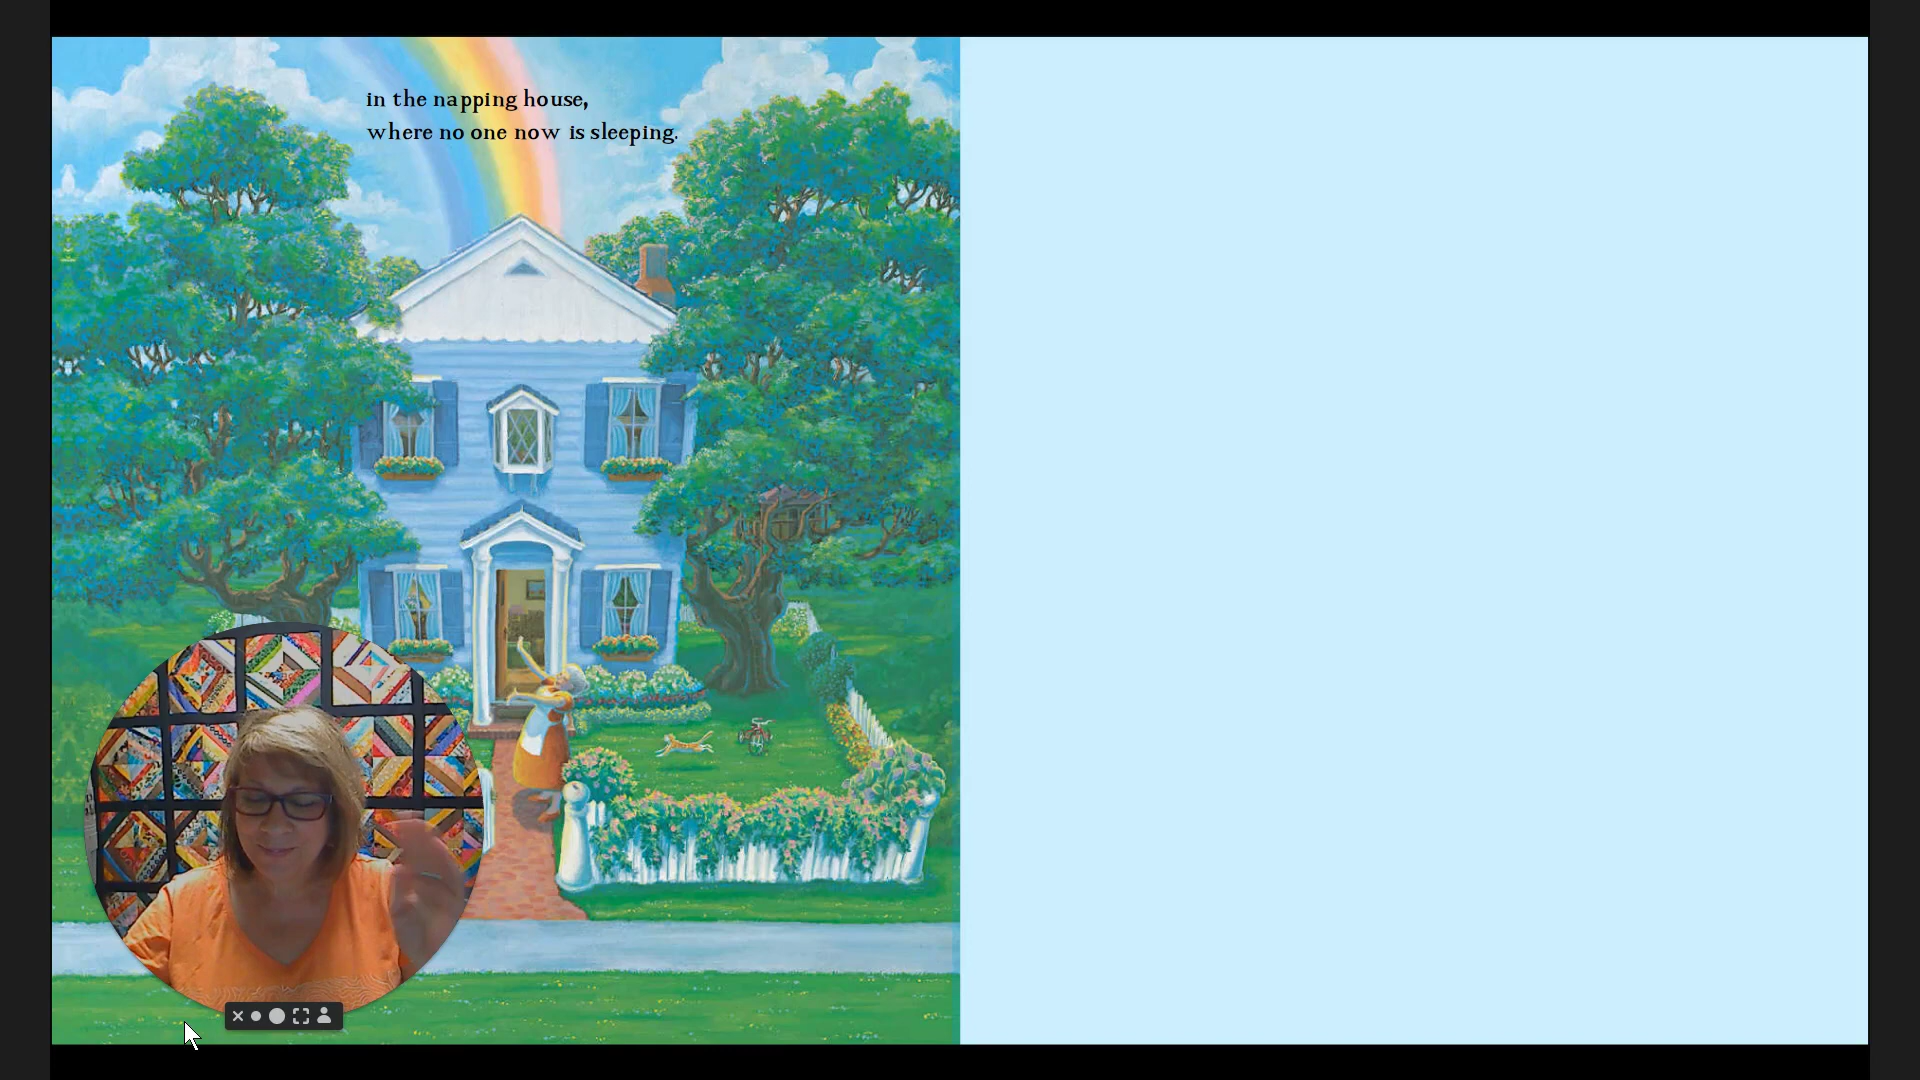 in the napping house,
where no one now is sleeping.